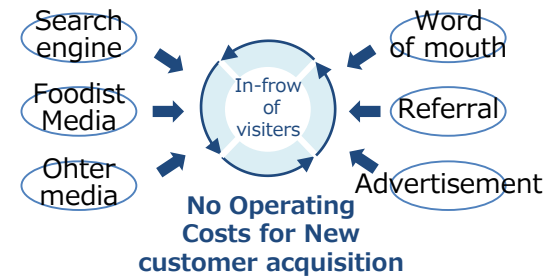 Search
engine
Foodist
Media
Ohter
media
In-frow
of
visiters
Word
of mouth
Referral
Advertisement
No Operating
Costs for New
customer acquisition